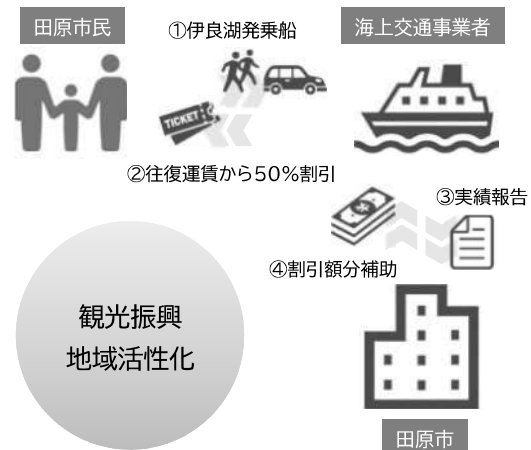 田原市民
①伊良湖発乗船
海上交通事業者
TICKET
②往復運賃から50%割引
③実績報告
④割引額分補助
観光振興
地域活性化
田原市